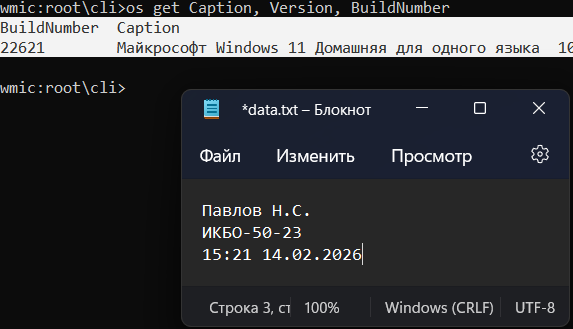 wmic:root\cli>os get Caption, Version, BuildNumber
BuildNumber  Caption
22621        Майкрософт Windows 11 Домашняя для одного языка  10
wmic:root\cli>
*data.txt – Блокнот
Файл Изменить Просмотр
Павлов Н.С.
ИКБО-50-23
15:21 14.02.2026
Строка 3, ст 100% Windows (CRLF) UTF-8